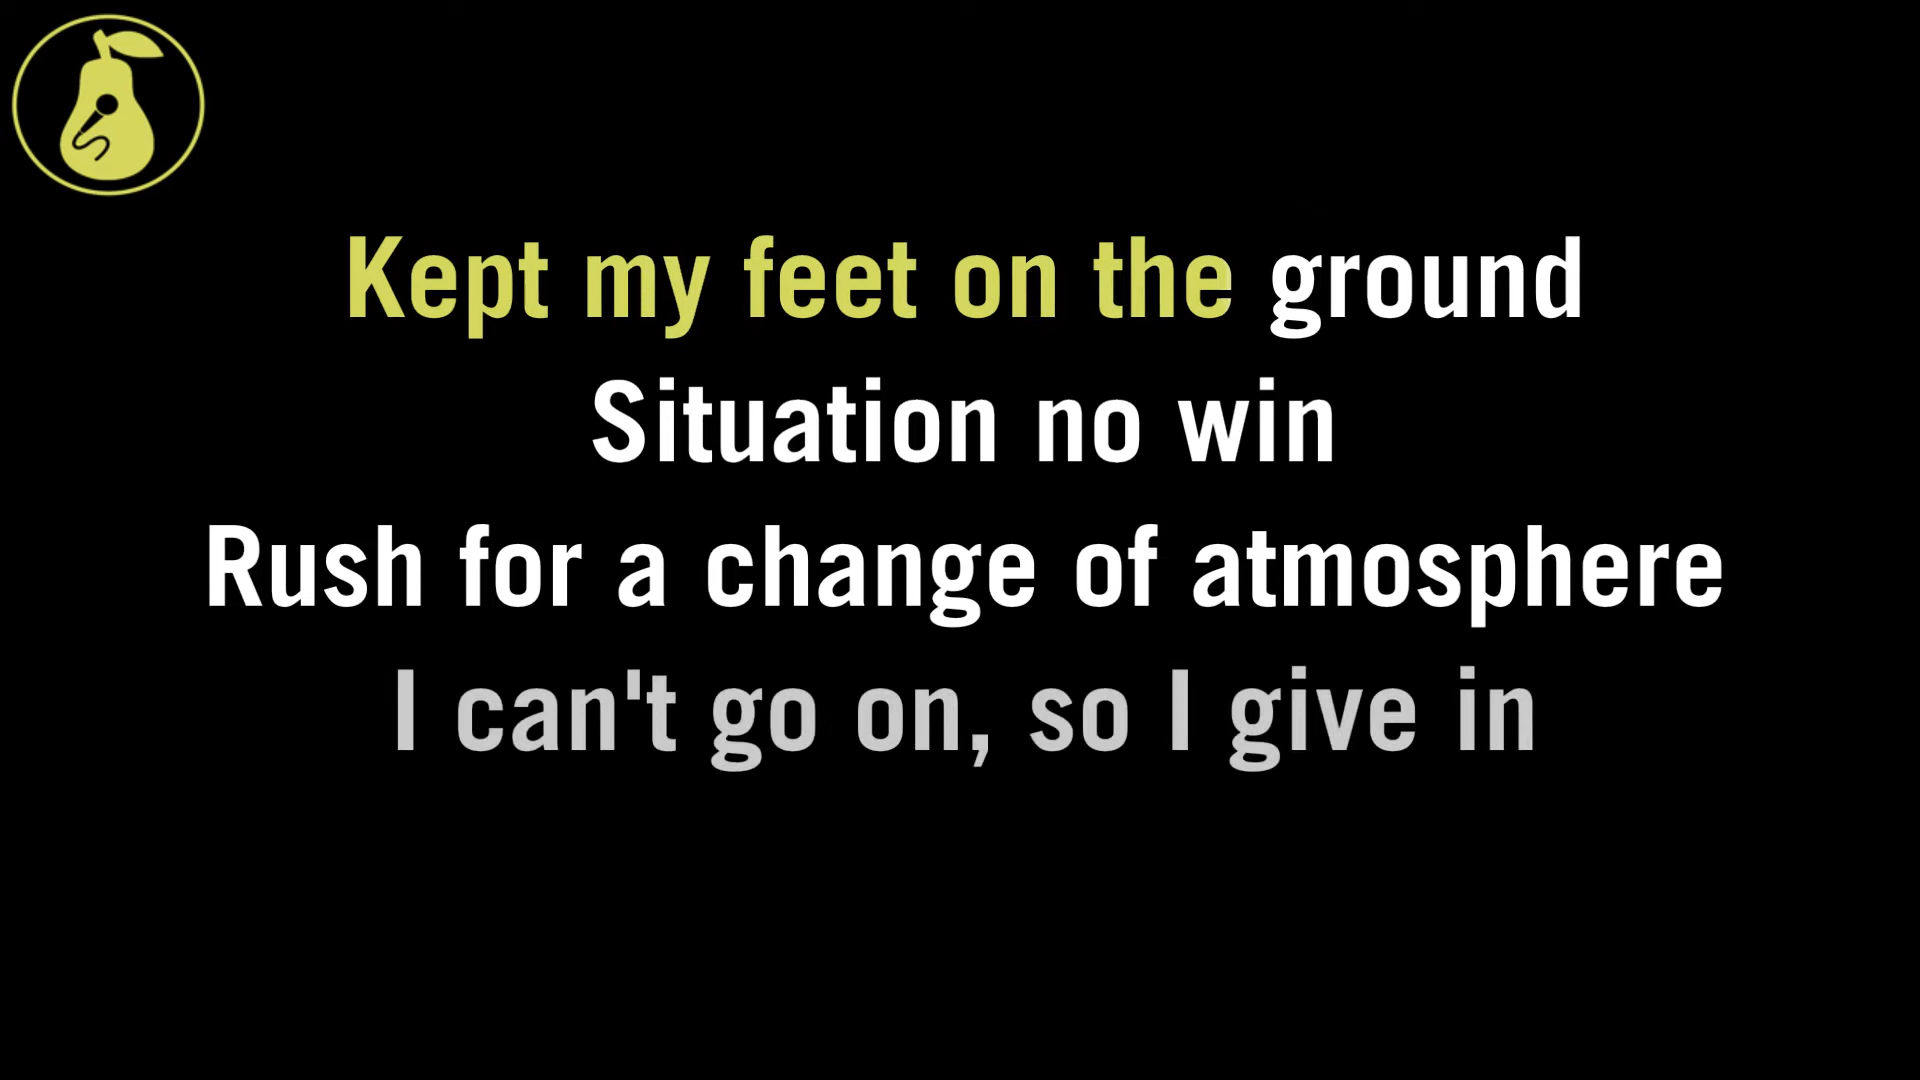 Kept my feet on the ground
Situation no win
Rush for a change of atmosphere
I can't go on, so I give in